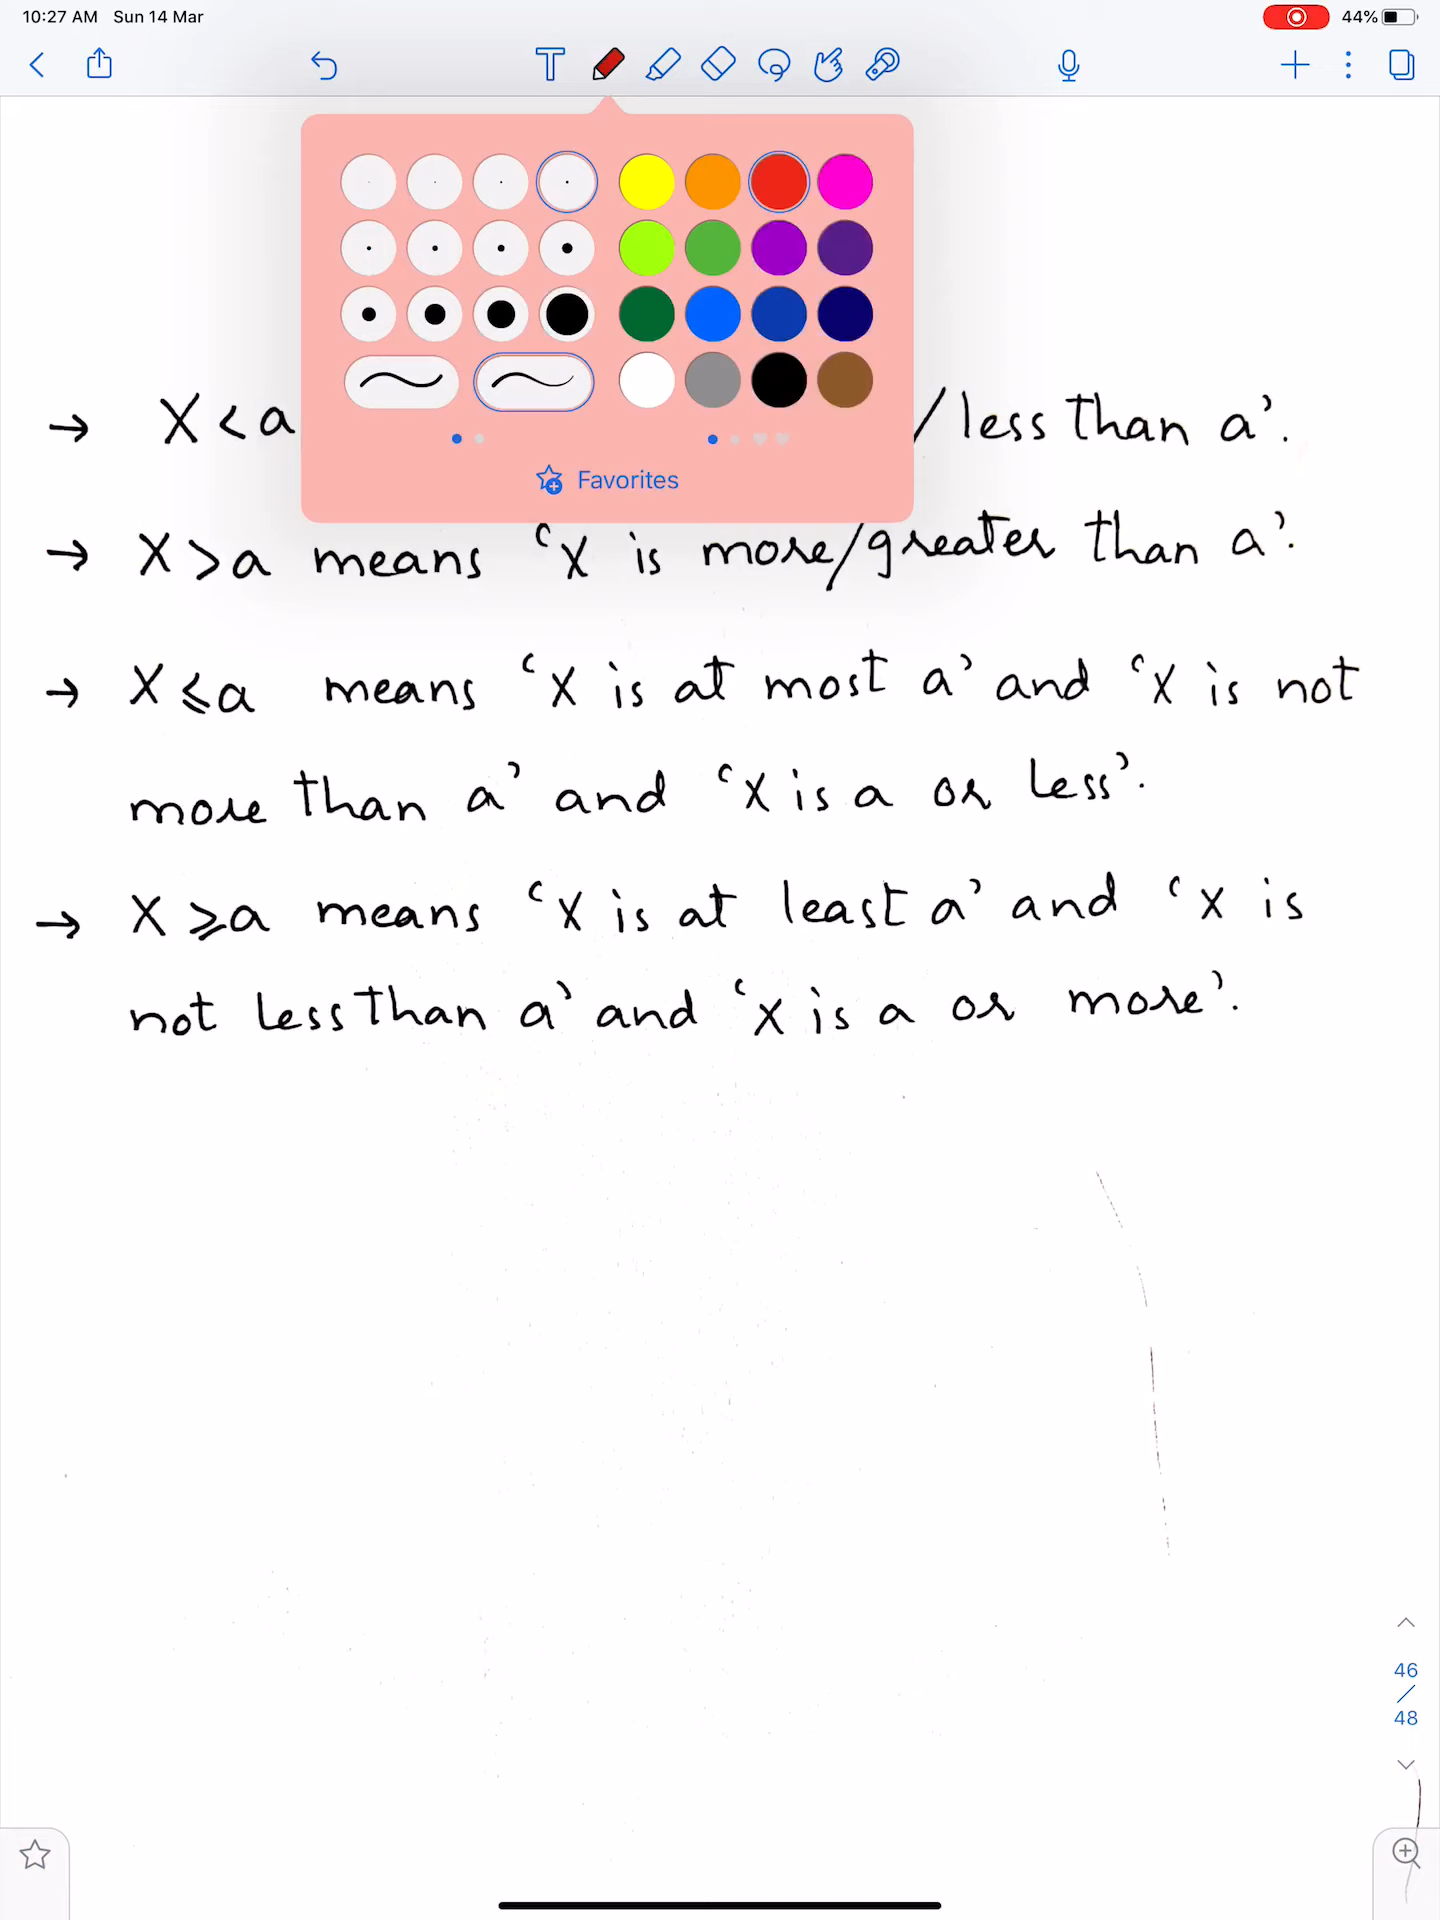 10:27 AM Sun 14 Mar
44%
Favorites
→ X < a / less than a’.
→ X > a means ‘X is more/greater than a’.
→ X ⩽ a means ‘X is at most a’ and ‘X is not
more than a’ and ‘X is a or less’.
→ X ⩾ a means ‘X is at least a’ and ‘X is
not less than a’ and ‘X is a or more’.
46
/
48